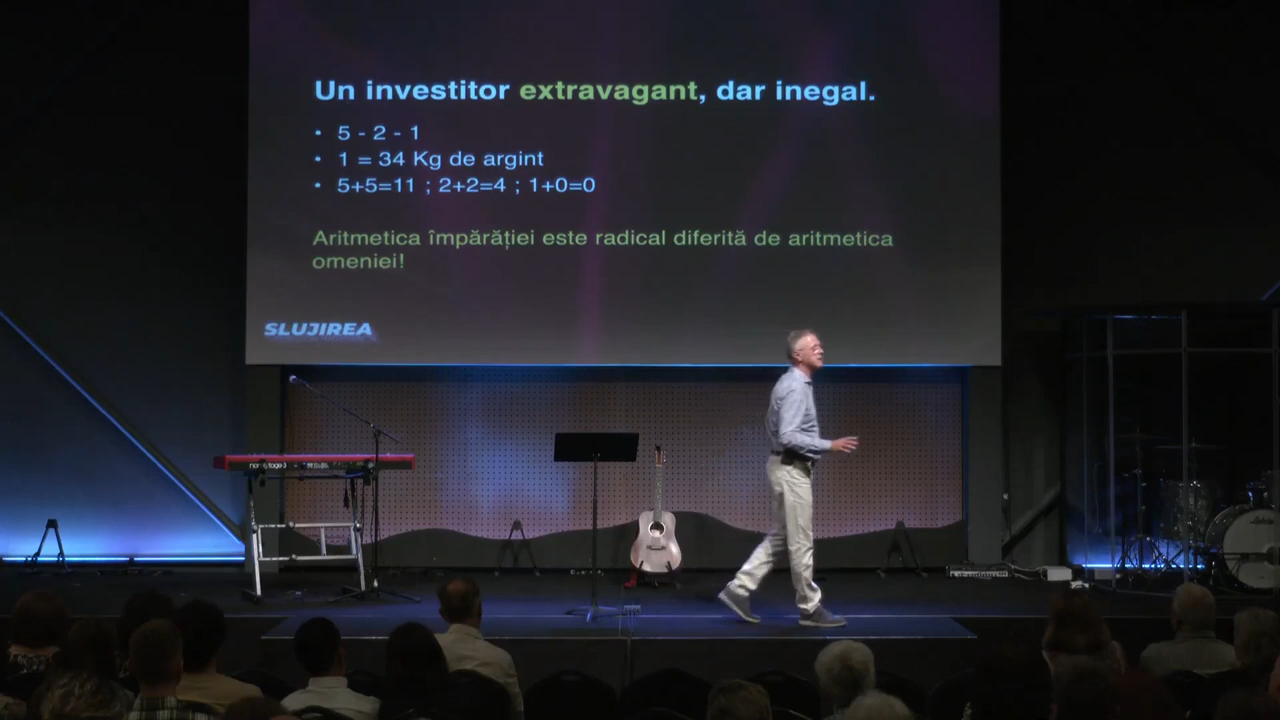 Un investitor extravagant, dar inegal.
• 5 - 2 - 1
• 1 = 34 Kg de argint
• 5+5=11 ; 2+2=4 ; 1+0=0
Aritmetica împărăției este radical diferită de aritmetica
omeniei!
SLUJIREA